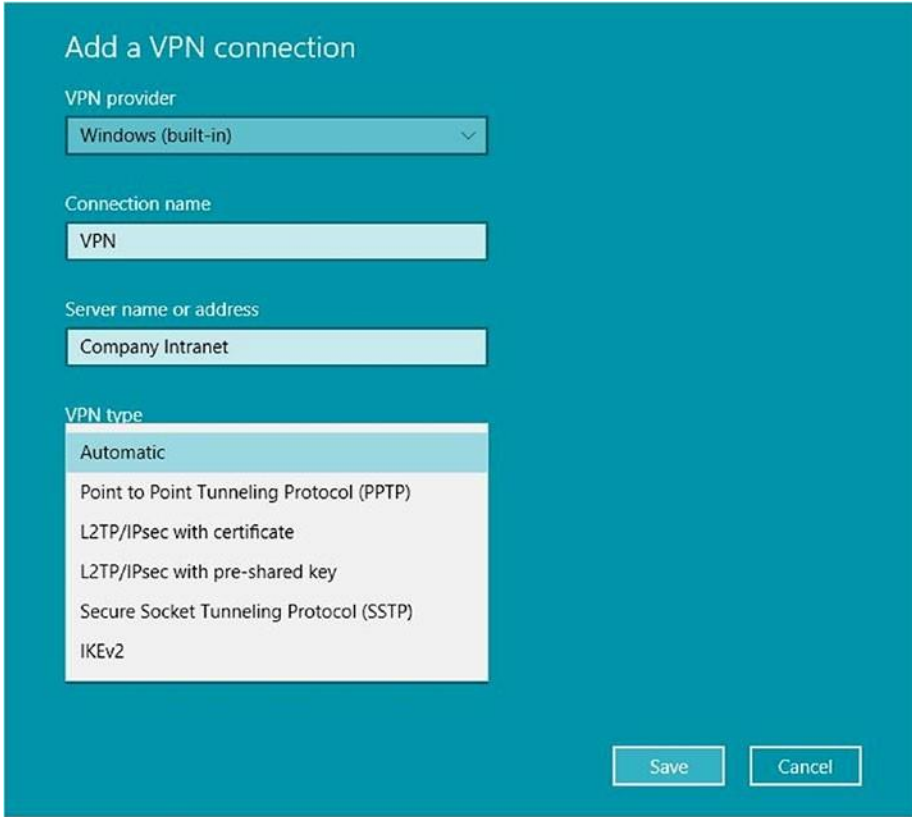 Add a VPN connection
VPN provider
Windows (built-in)
Connection name
VPN
Server name or address
Company Intranet
VPN type
Automatic
Point to Point Tunneling Protocol (PPTP)
L2TP/IPsec with certificate
L2TP/IPsec with pre-shared key
Secure Socket Tunneling Protocol (SSTP)
IKEv2
Save
Cancel